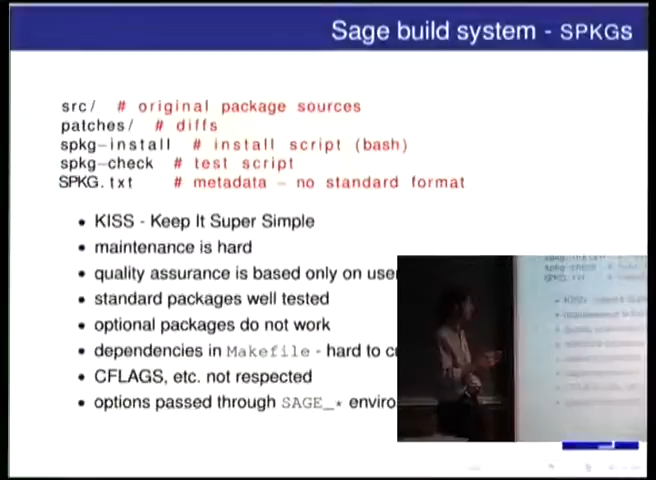 Sage build system - SPKGs
src/ # original package sources
patches/ # diffs
spkg-install # install script (bash)
spkg-check # test script
SPKG.txt # metadata - no standard format
• KISS - Keep It Super Simple
• maintenance is hard
• quality assurance is based only on use
• standard packages well tested
• optional packages do not work
• dependencies in Makefile - hard to c
• CFLAGS, etc. not respected
• options passed through SAGE_* enviro